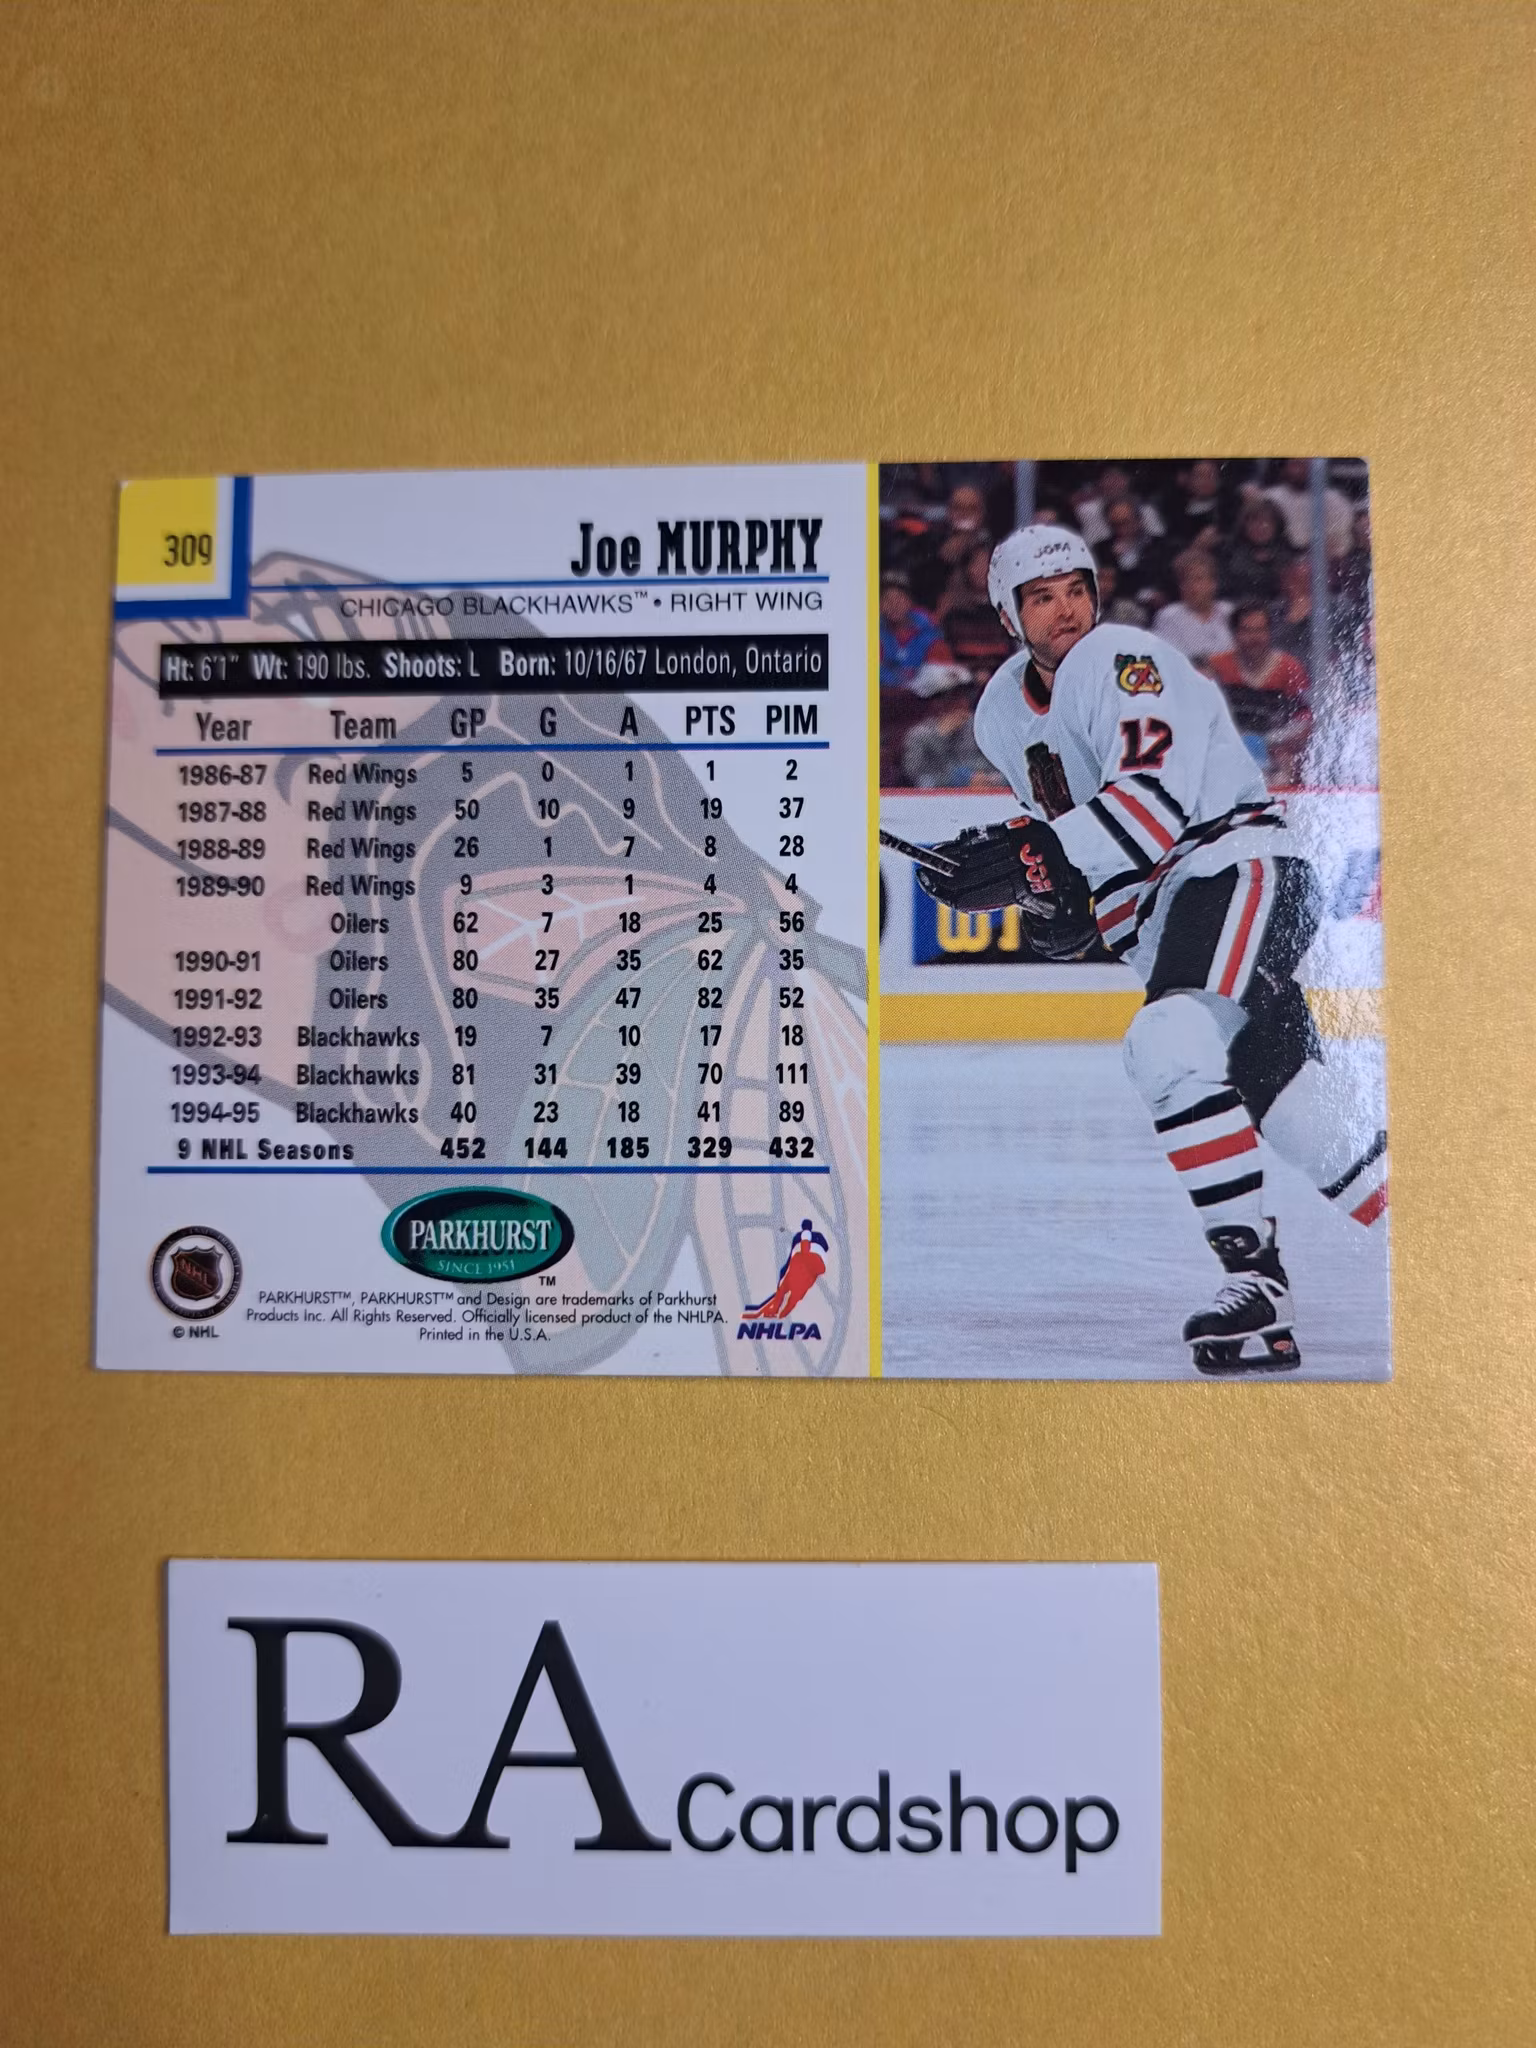 309
Joe MURPHY
CHICAGO BLACKHAWKS™ • RIGHT WING
Ht: 6'1" Wt: 190 lbs. Shoots: L Born: 10/16/67 London, Ontario
Year Team GP G A PTS PIM
1986-87 Red Wings 5 0 1 1 2
1987-88 Red Wings 50 10 9 19 37
1988-89 Red Wings 26 1 7 8 28
1989-90 Red Wings 9 3 1 4 4
Oilers 62 7 18 25 56
1990-91 Oilers 80 27 35 62 35
1991-92 Oilers 80 35 47 82 52
1992-93 Blackhawks 19 7 10 17 18
1993-94 Blackhawks 81 31 39 70 111
1994-95 Blackhawks 40 23 18 41 89
9 NHL Seasons 452 144 185 329 432
PARKHURST
SINCE 1951
™
NHL
© NHL
PARKHURST™, PARKHURST™ and Design are trademarks of Parkhurst
Products Inc. All Rights Reserved. Officially licensed product of the NHLPA.
Printed in the U.S.A.
NHLPA
JOFA
17
RA Cardshop